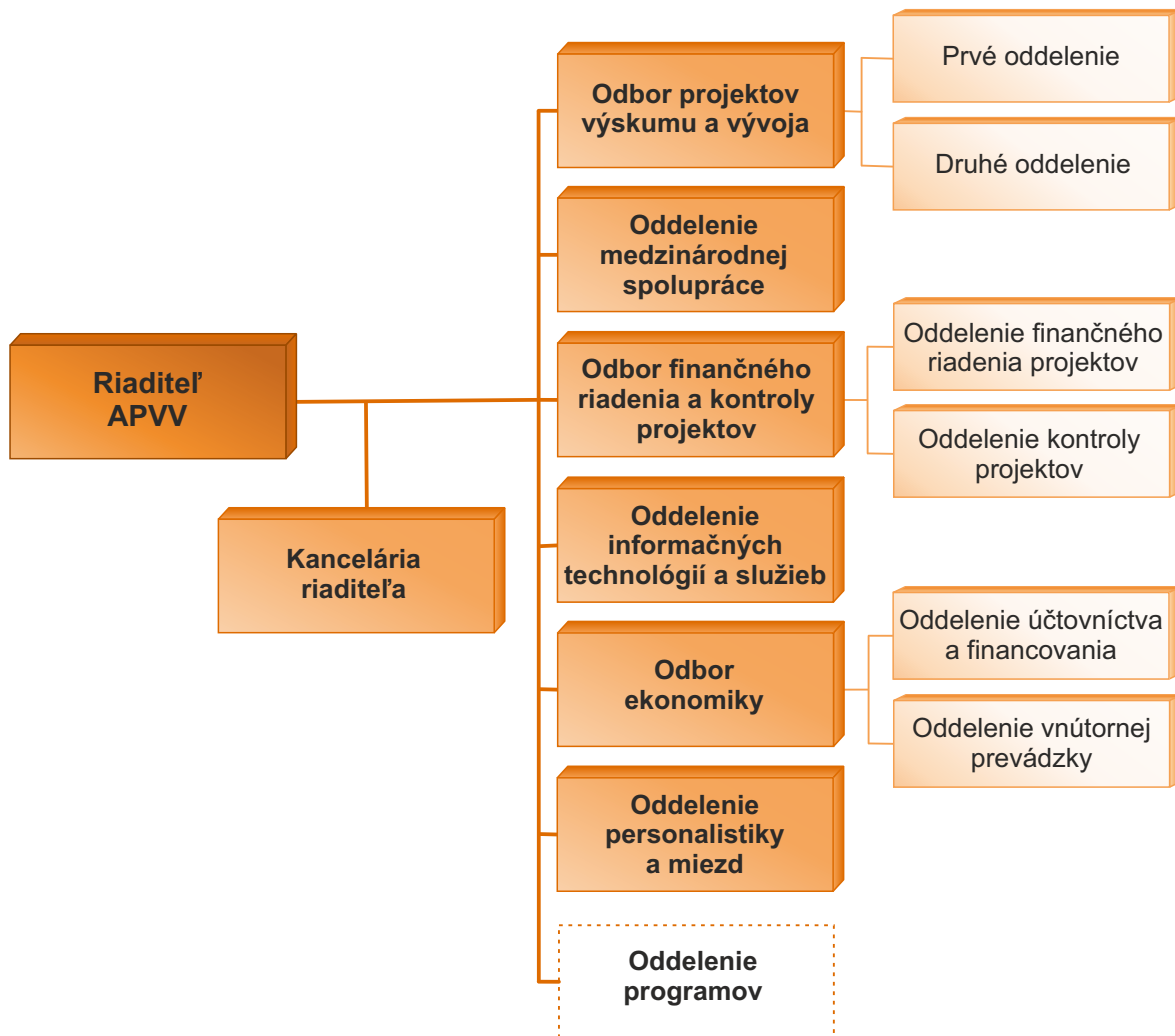 Riaditeľ
APVV
Kancelária
riaditeľa
Odbor projektov
výskumu a vývoja
Prvé oddelenie
Druhé oddelenie
Oddelenie
medzinárodnej
spolupráce
Odbor finančného
riadenia a kontroly
projektov
Oddelenie finančného
riadenia projektov
Oddelenie kontroly
projektov
Oddelenie
informačných
technológií a služieb
Odbor
ekonomiky
Oddelenie účtovníctva
a financovania
Oddelenie vnútornej
prevádzky
Oddelenie
personalistiky
a miezd
Oddelenie
programov